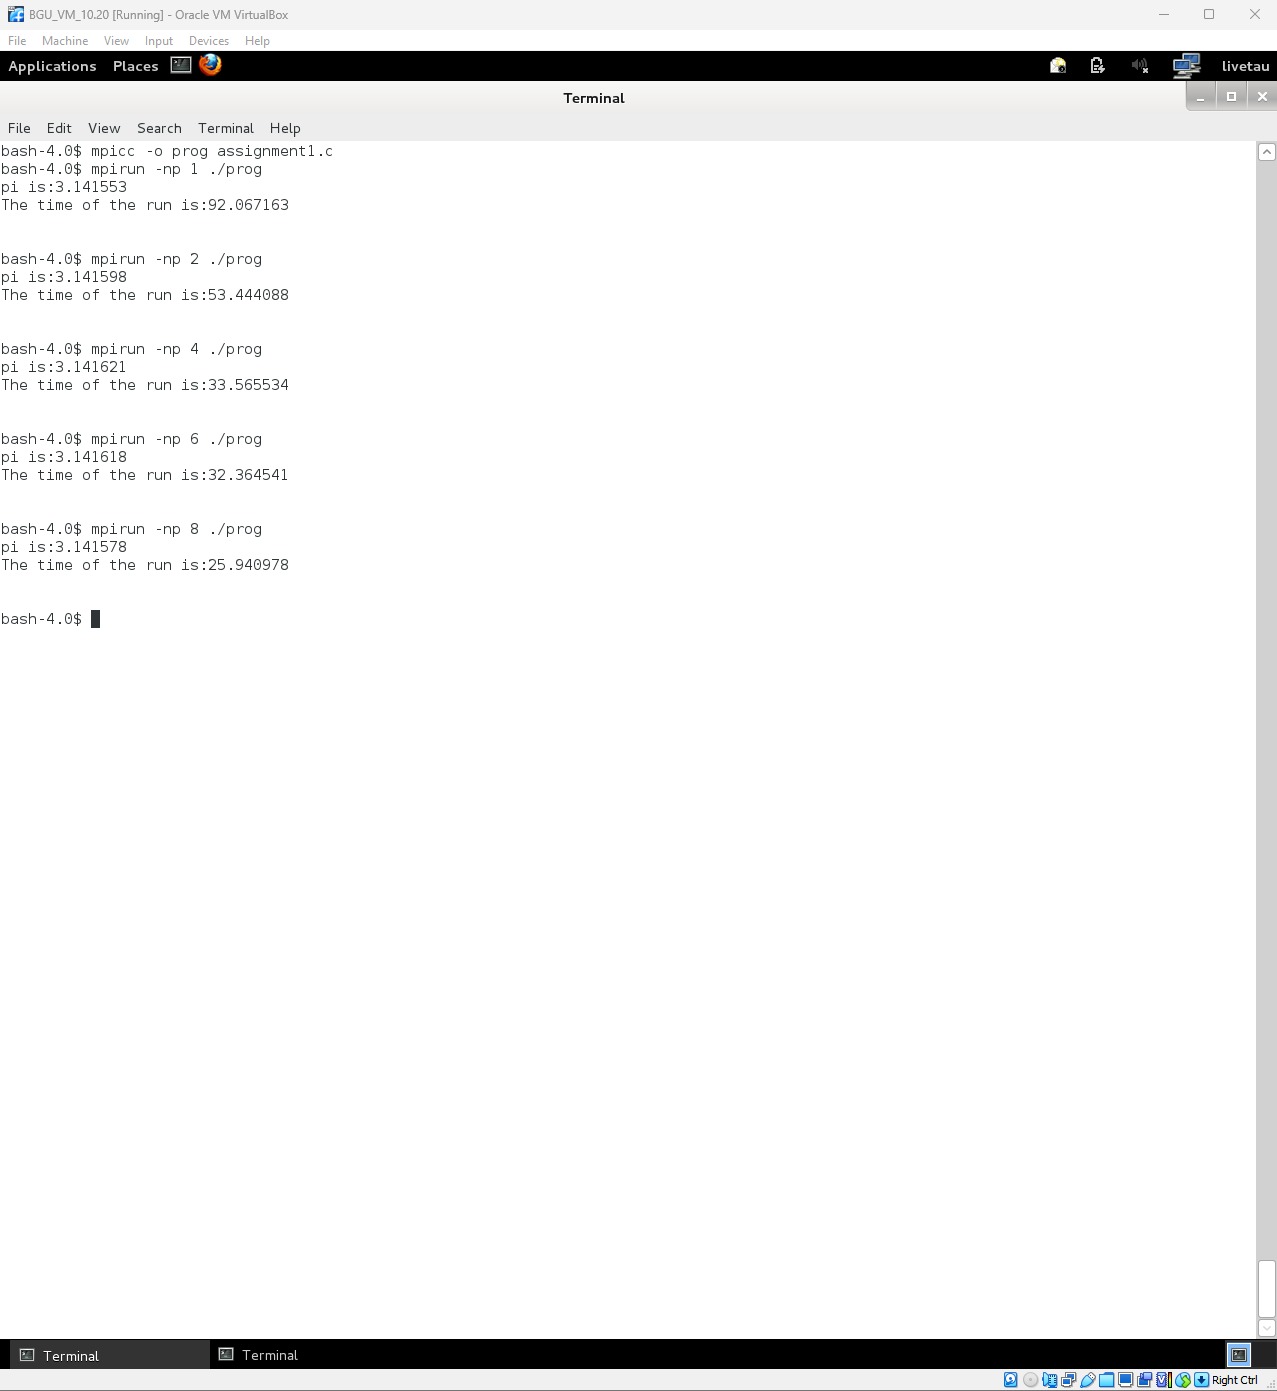 BGU_VM_10.20 [Running] - Oracle VM VirtualBox
File Machine View Input Devices Help
Applications Places livetau
Terminal
File Edit View Search Terminal Help
bash-4.0$ mpicc -o prog assignment1.c
bash-4.0$ mpirun -np 1 ./prog
pi is:3.141553
The time of the run is:92.067163
bash-4.0$ mpirun -np 2 ./prog
pi is:3.141598
The time of the run is:53.444088
bash-4.0$ mpirun -np 4 ./prog
pi is:3.141621
The time of the run is:33.565534
bash-4.0$ mpirun -np 6 ./prog
pi is:3.141618
The time of the run is:32.364541
bash-4.0$ mpirun -np 8 ./prog
pi is:3.141578
The time of the run is:25.940978
bash-4.0$
Terminal Terminal
Right Ctrl